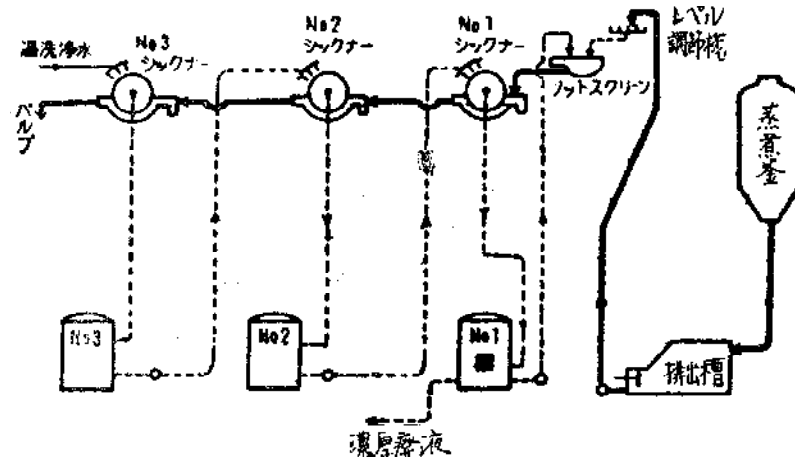 No3
シックナー
温洗浄水
パルプ
No2
シックナー
No1
シックナー
ノットスクリーン
レベル
調節槽
蒸煮釜
No3
No2
No1
排出槽
濃厚廃液